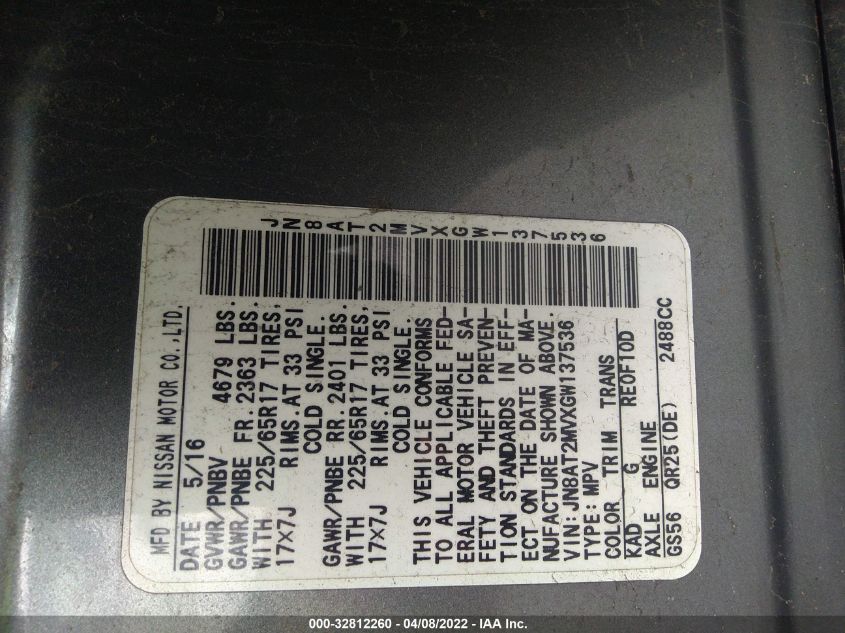 JN8AT2MVXGW137536
MFD BY NISSAN MOTOR CO.,LTD.
DATE 5/16
GVWR/PNBV 4679 LBS.
GAWR/PNBE FR.2363 LBS.
WITH 225/65R17 TIRES,
17×7J RIMS.AT 33 PSI
COLD SINGLE.
GAWR/PNBE RR.2401 LBS.
WITH 225/65R17 TIRES,
17×7J RIMS.AT 33 PSI
COLD SINGLE.
THIS VEHICLE CONFORMS
TO ALL APPLICABLE FED-
ERAL MOTOR VEHICLE SA-
FETY AND THEFT PREVEN-
TION STANDARDS IN EFF-
ECT ON THE DATE OF MA-
NUFACTURE SHOWN ABOVE.
VIN: JN8AT2MVXGW137536
TYPE: MPV
COLOR TRIM TRANS
KAD G RE0F10D
AXLE ENGINE
GS56 QR25(DE) 2488CC
000-32812260 - 04/08/2022 - IAA Inc.